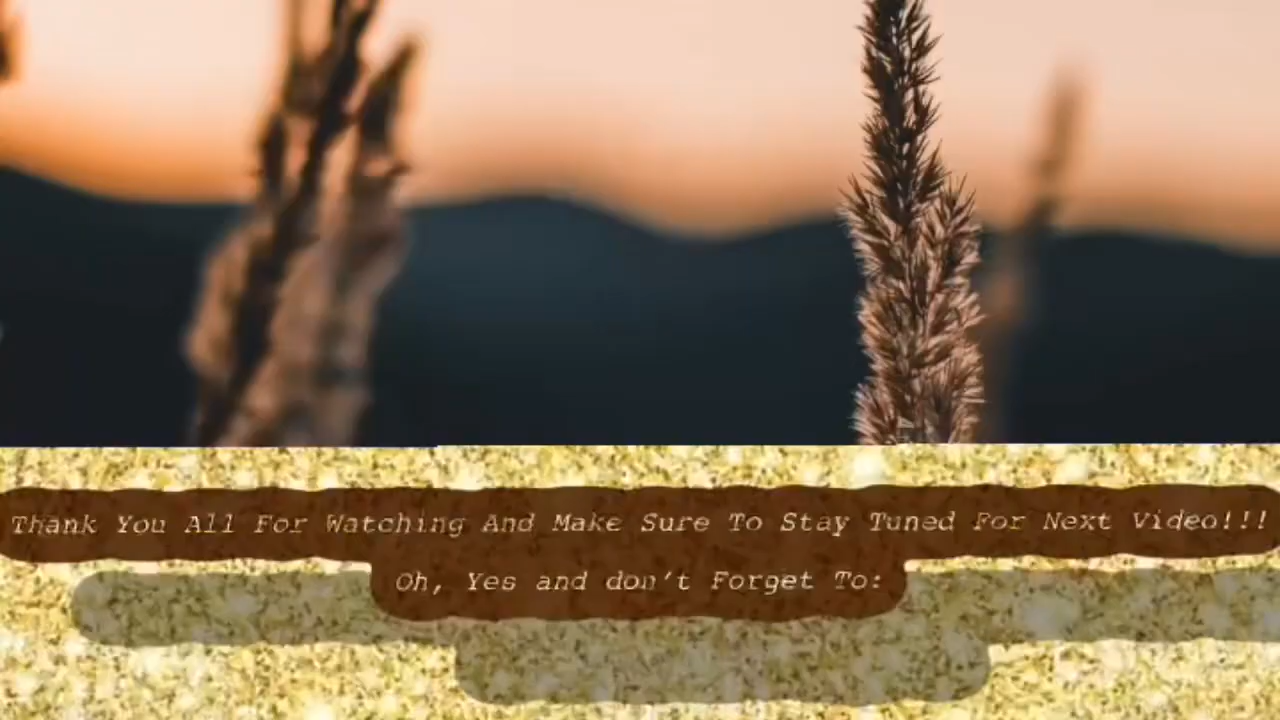 Thank You All For Watching And Make Sure To Stay Tuned For Next Video!!!
Oh, Yes and don't Forget To: